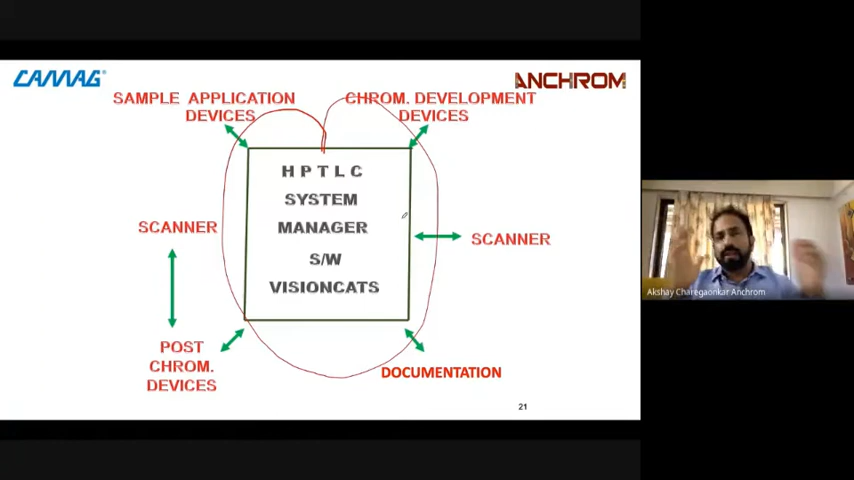 CAMAG®
ANCHROM
SAMPLE APPLICATION
DEVICES
CHROM. DEVELOPMENT
DEVICES
H P T L C
SYSTEM
MANAGER
S/W
VISIONCATS
SCANNER
SCANNER
POST
CHROM.
DEVICES
DOCUMENTATION
21
Akshay Charegaonkar Anchrom